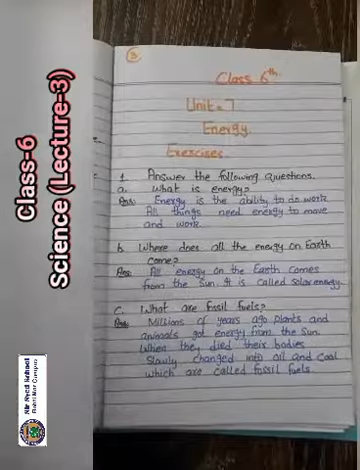 Class-6
Science (Lecture-3)
Sir Syed School
3
Class 6th
Unit = 7
Energy
Exercises
1. Answer the following questions.
a. What is energy?
Ans: Energy is the ability to do work
All things need energy to move
and work.
b. Where does all the energy on Earth
come?
Ans: All energy on the Earth comes
from the Sun. It is called solar energy.
c. What are fossil fuels?
Ans: Millions of years ago plants and
animals got energy from the Sun.
When they died their bodies
Slowly changed into oil and coal
which are called fossil fuels